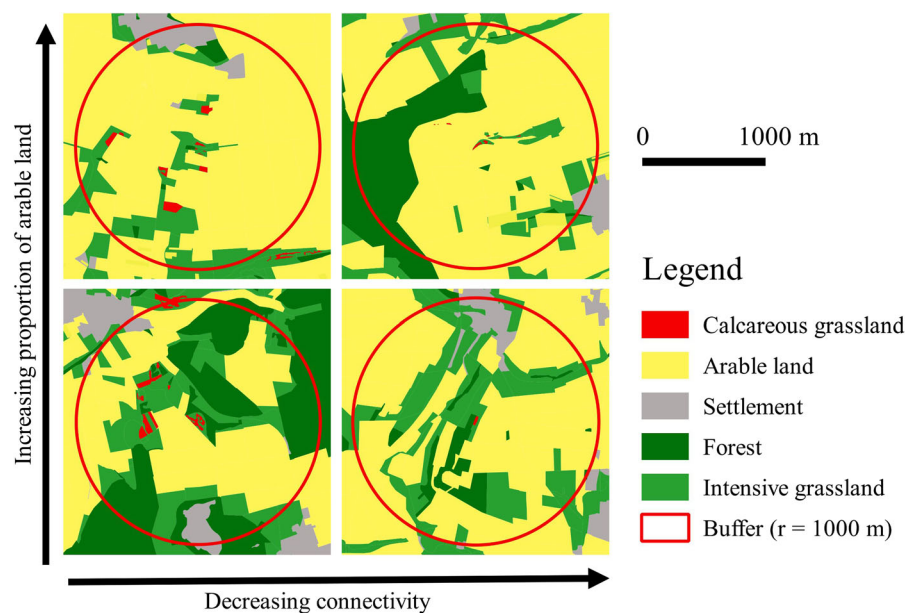 Increasing proportion of arable land
Decreasing connectivity
0 1000 m
Legend
Calcareous grassland
Arable land
Settlement
Forest
Intensive grassland
Buffer (r = 1000 m)